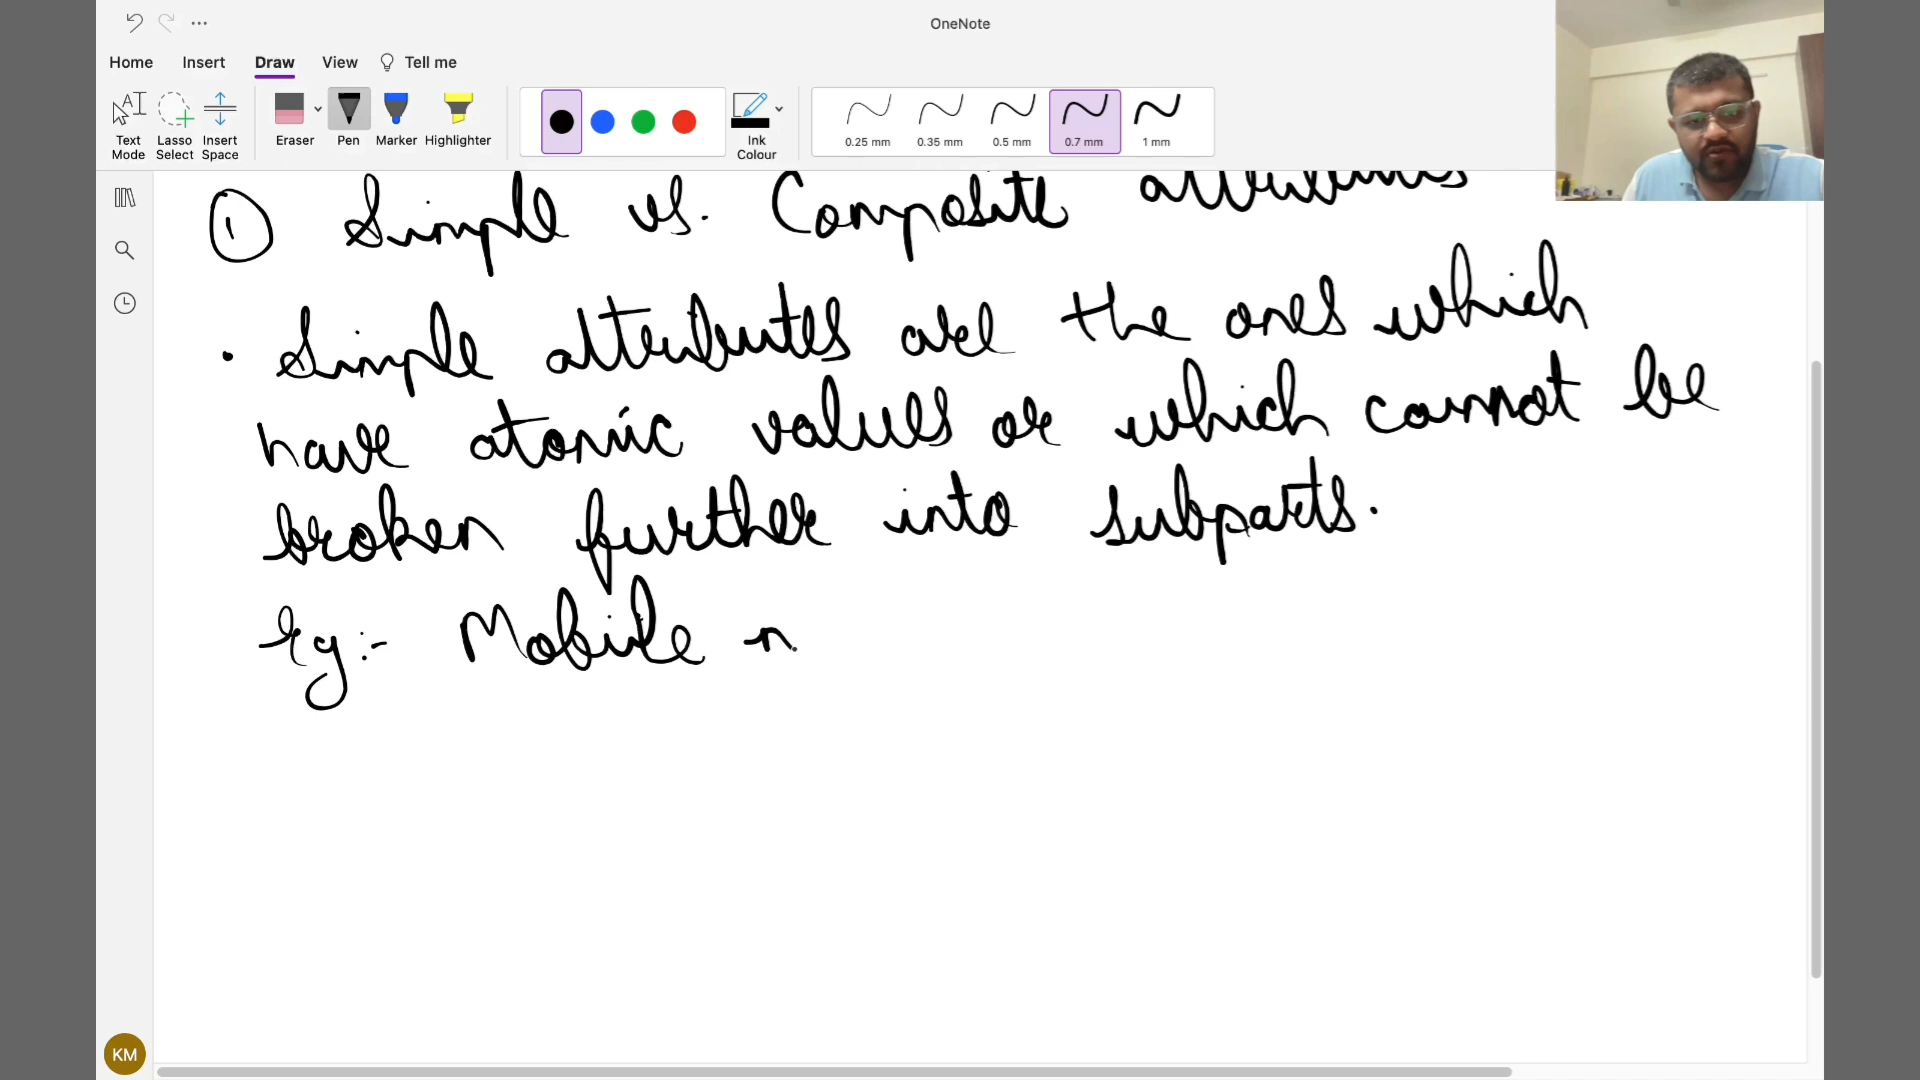 OneNote
Home Insert Draw View Tell me
Text Mode Lasso Select Insert Space Eraser Pen Marker Highlighter Ink Colour 0.25 mm 0.35 mm 0.5 mm 0.7 mm 1 mm
① Simple vs. Composite attributes
• Simple attributes are the ones which
have atomic values or which cannot be
broken further into subparts.
Eg:- Mobile n
KM